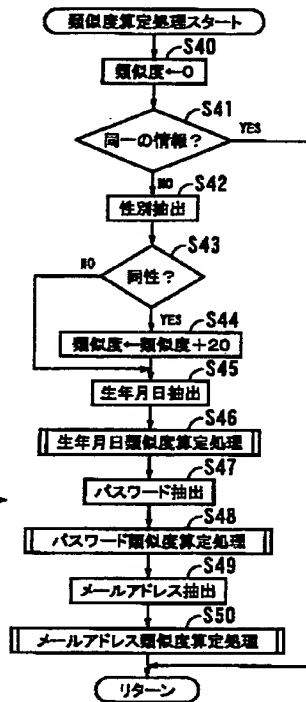 類似度算定処理スタート
S40
類似度←0
S41
同一の情報?
YES
NO
S42
性別抽出
S43
NO
同性?
YES
S44
類似度←類似度+20
S45
生年月日抽出
S46
生年月日類似度算定処理
S47
パスワード抽出
S48
パスワード類似度算定処理
S49
メールアドレス抽出
S50
メールアドレス類似度算定処理
リターン